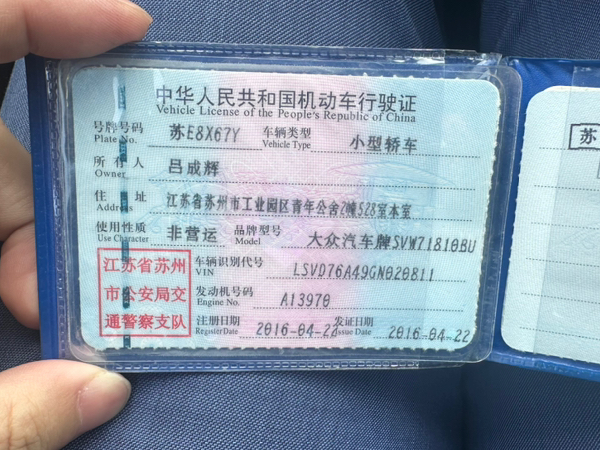 中华人民共和国机动车行驶证
Vehicle License of the People's Republic of China
号牌号码 苏E8X67Y 车辆类型 小型轿车
Plate No. Vehicle Type
所有人 吕成辉
Owner
住址 江苏省苏州市工业园区青年公舍2幢528室本室
Address
使用性质 非营运 品牌型号 大众汽车牌SVW71810BU
Use Character Model
江苏省苏州 车辆识别代号 LSVD76A49GN020811
VIN
市公安局交 发动机号码 A13970
Engine No.
通警察支队 注册日期 2016-04-22 发证日期 2016-04-22
Register Date Issue Date
苏